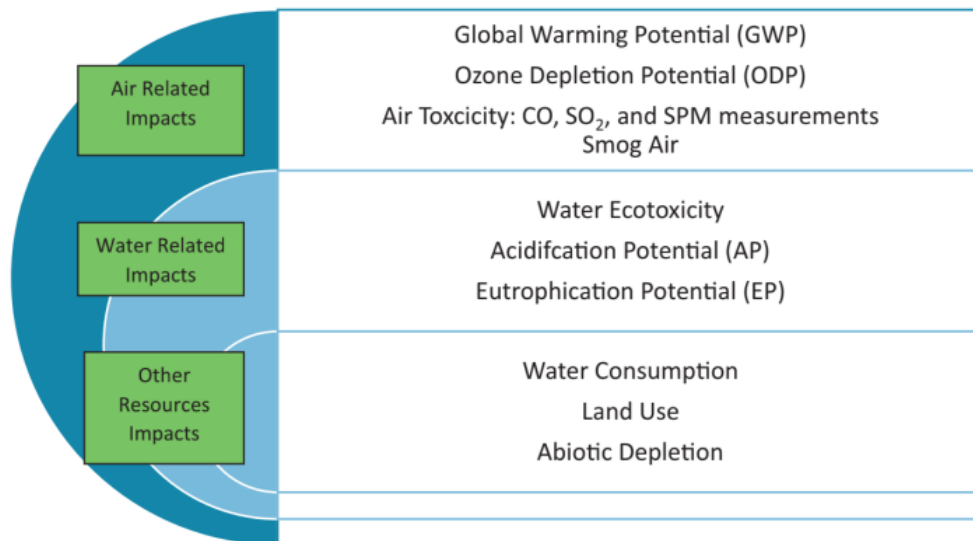 Air Related
Impacts
Global Warming Potential (GWP)
Ozone Depletion Potential (ODP)
Air Toxcicity: CO, SO₂, and SPM measurements
Smog Air
Water Related
Impacts
Water Ecotoxicity
Acidifcation Potential (AP)
Eutrophication Potential (EP)
Other
Resources
Impacts
Water Consumption
Land Use
Abiotic Depletion